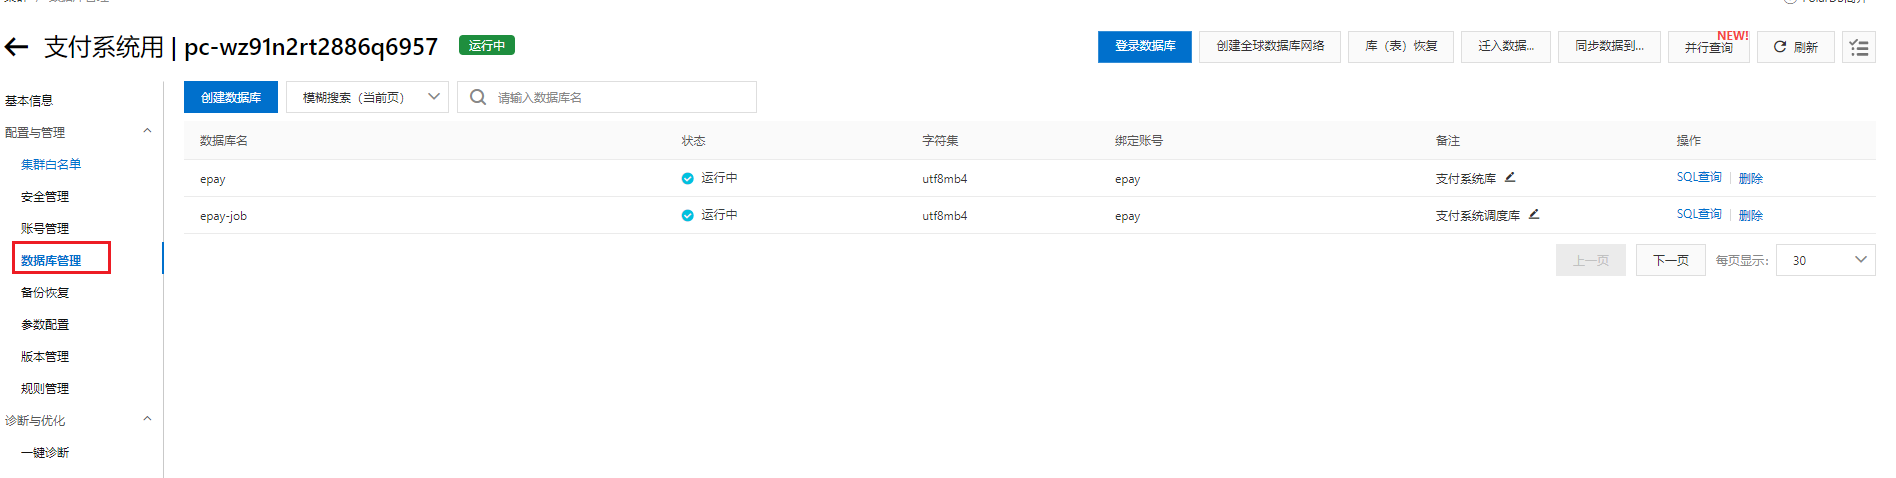 支付系统用 | pc-wz91n2rt2886q6957 运行中
登录数据库 创建全球数据库网络 库（表）恢复 迁入数据... 同步数据到... 并行查询 NEW! 刷新
基本信息
配置与管理
集群白名单
安全管理
账号管理
数据库管理
备份恢复
参数配置
版本管理
规则管理
诊断与优化
一键诊断
创建数据库 模糊搜索（当前页） 请输入数据库名
数据库名 状态 字符集 绑定账号 备注 操作
epay 运行中 utf8mb4 epay 支付系统库 SQL查询 删除
epay-job 运行中 utf8mb4 epay 支付系统调度库 SQL查询 删除
上一页 下一页 每页显示: 30